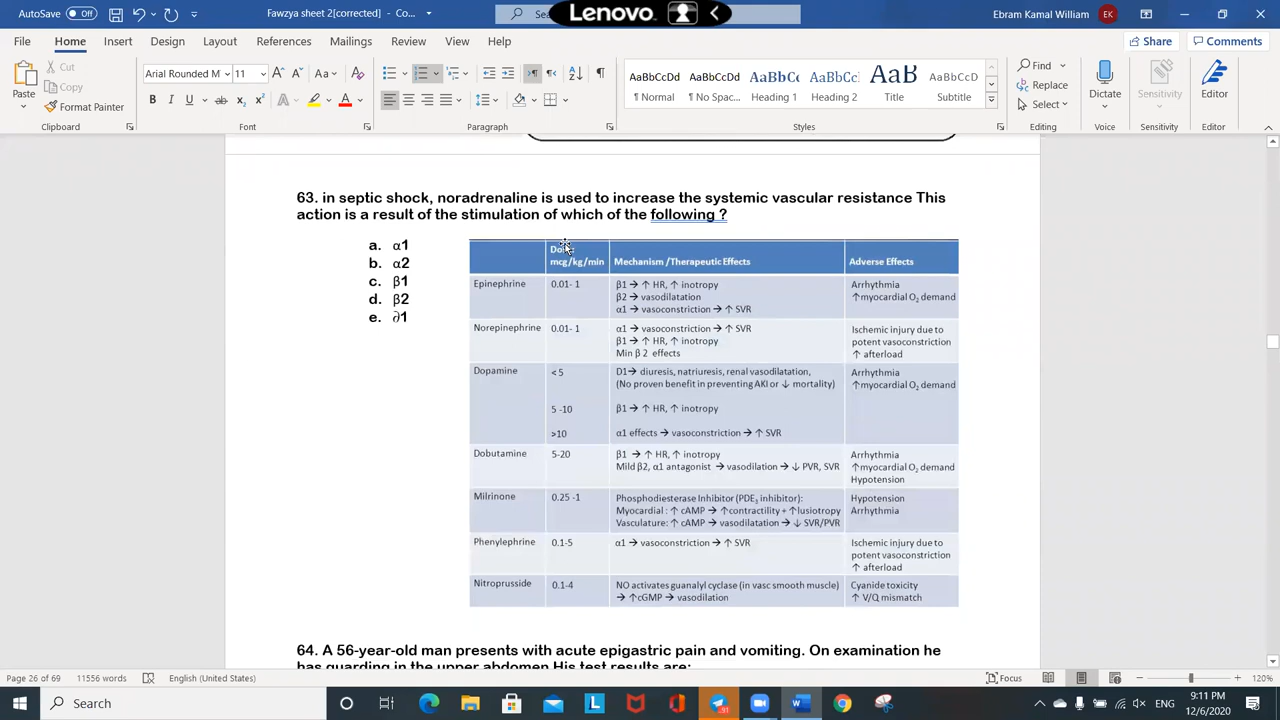 Fawzya sheet 2[corrected] - Word
Lenovo
Ebram Kamal William
EK
File Home Insert Design Layout References Mailings Review View Help
Share
Comments
Paste
Cut
Copy
Format Painter
Clipboard
Arial Rounded M
11
Font
Paragraph
AaBbCcDd
¶ Normal
AaBbCcDd
¶ No Spac...
AaBbCc
Heading 1
AaBbCc
Heading 2
AaB
Title
AaBbCcD
Subtitle
Styles
Find
Replace
Select
Editing
Dictate
Voice
Sensitivity
Sensitivity
Editor
Editor
63. in septic shock, noradrenaline is used to increase the systemic vascular resistance This
action is a result of the stimulation of which of the following ?
a. α1
b. α2
c. β1
d. β2
e. ∂1
mcg/kg/min Mechanism /Therapeutic Effects Adverse Effects
Epinephrine 0.01- 1 β1 → ↑ HR, ↑ inotropy Arrhythmia
β2 → vasodilatation ↑myocardial O2 demand
α1 → vasoconstriction → ↑ SVR
Norepinephrine 0.01- 1 α1 → vasoconstriction → ↑ SVR Ischemic injury due to
β1 → ↑ HR, ↑ inotropy potent vasoconstriction
Min β 2 effects ↑ afterload
Dopamine < 5 D1→ diuresis, natriuresis, renal vasodilatation, Arrhythmia
(No proven benefit in preventing AKI or ↓ mortality) ↑myocardial O2 demand
5 -10 β1 → ↑ HR, ↑ inotropy
>10 α1 effects → vasoconstriction → ↑ SVR
Dobutamine 5-20 β1 → ↑ HR, ↑ inotropy Arrhythmia
Mild β2, α1 antagonist → vasodilation → ↓ PVR, SVR ↑myocardial O2 demand
Hypotension
Milrinone 0.25 -1 Phosphodiesterase Inhibitor (PDE3 inhibitor): Hypotension
Myocardial : ↑ cAMP → ↑contractility + ↑lusiotropy Arrhythmia
Vasculature: ↑ cAMP → vasodilatation → ↓ SVR/PVR
Phenylephrine 0.1-5 α1 → vasoconstriction → ↑ SVR Ischemic injury due to
potent vasoconstriction
↑ afterload
Nitroprusside 0.1-4 NO activates guanalyl cyclase (in vasc smooth muscle) Cyanide toxicity
→ ↑cGMP → vasodilation ↑ V/Q mismatch
64. A 56-year-old man presents with acute epigastric pain and vomiting. On examination he
has guarding in the upper abdomen His test results are:
Page 26 of 69 11556 words English (United States) Focus 120%
Search
9:11 PM
12/6/2020